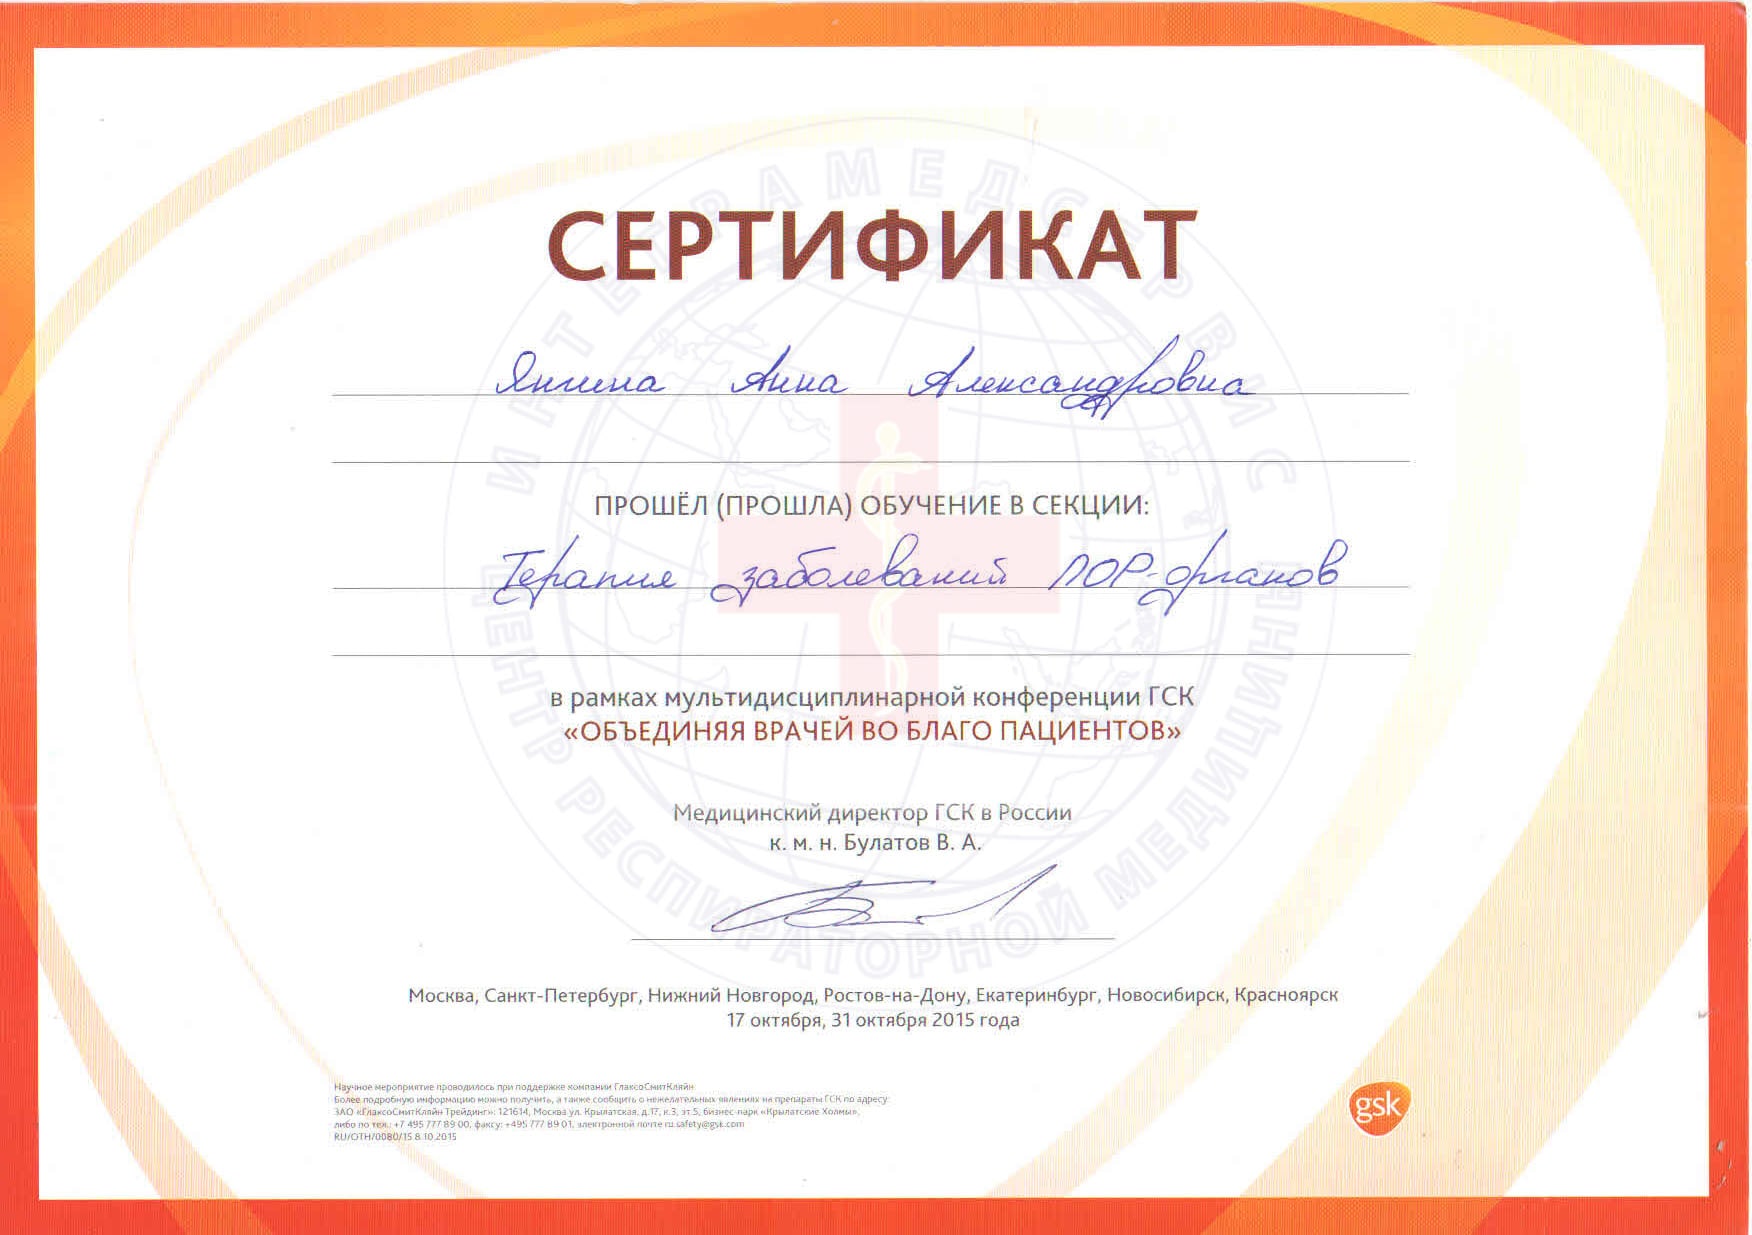 ИНТЕГРАМЕДСЕРВИС
СЕРТИФИКАТ
Анна Александровна
ПРОШЁЛ (ПРОШЛА) ОБУЧЕНИЕ В СЕКЦИИ:
Терапия заболеваний ЛОР-органов
в рамках мультидисциплинарной конференции ГСК
«ОБЪЕДИНЯЯ ВРАЧЕЙ ВО БЛАГО ПАЦИЕНТОВ»
Медицинский директор ГСК в России
к. м. н. Булатов В. А.
ЦЕНТР РЕСПИРАТОРНОЙ МЕДИЦИНЫ
Москва, Санкт-Петербург, Нижний Новгород, Ростов-на-Дону, Екатеринбург, Новосибирск, Красноярск
17 октября, 31 октября 2015 года
Научное мероприятие проводилось при поддержке компании ГлаксоСмитКляйн
Более подробную информацию можно получить, а также сообщить о нежелательных явлениях на препараты ГСК по адресу:
ЗАО «ГлаксоСмитКляйн Трейдинг»: 121614, Москва ул. Крылатская, д.17, к.3, эт.5, бизнес-парк «Крылатские Холмы»,
либо по тел.: +7 495 777 89 00, факсу: +495 777 89 01, электронной почте ru.safety@gsk.com
RU/OTH/0080/15 8.10.2015
gsk